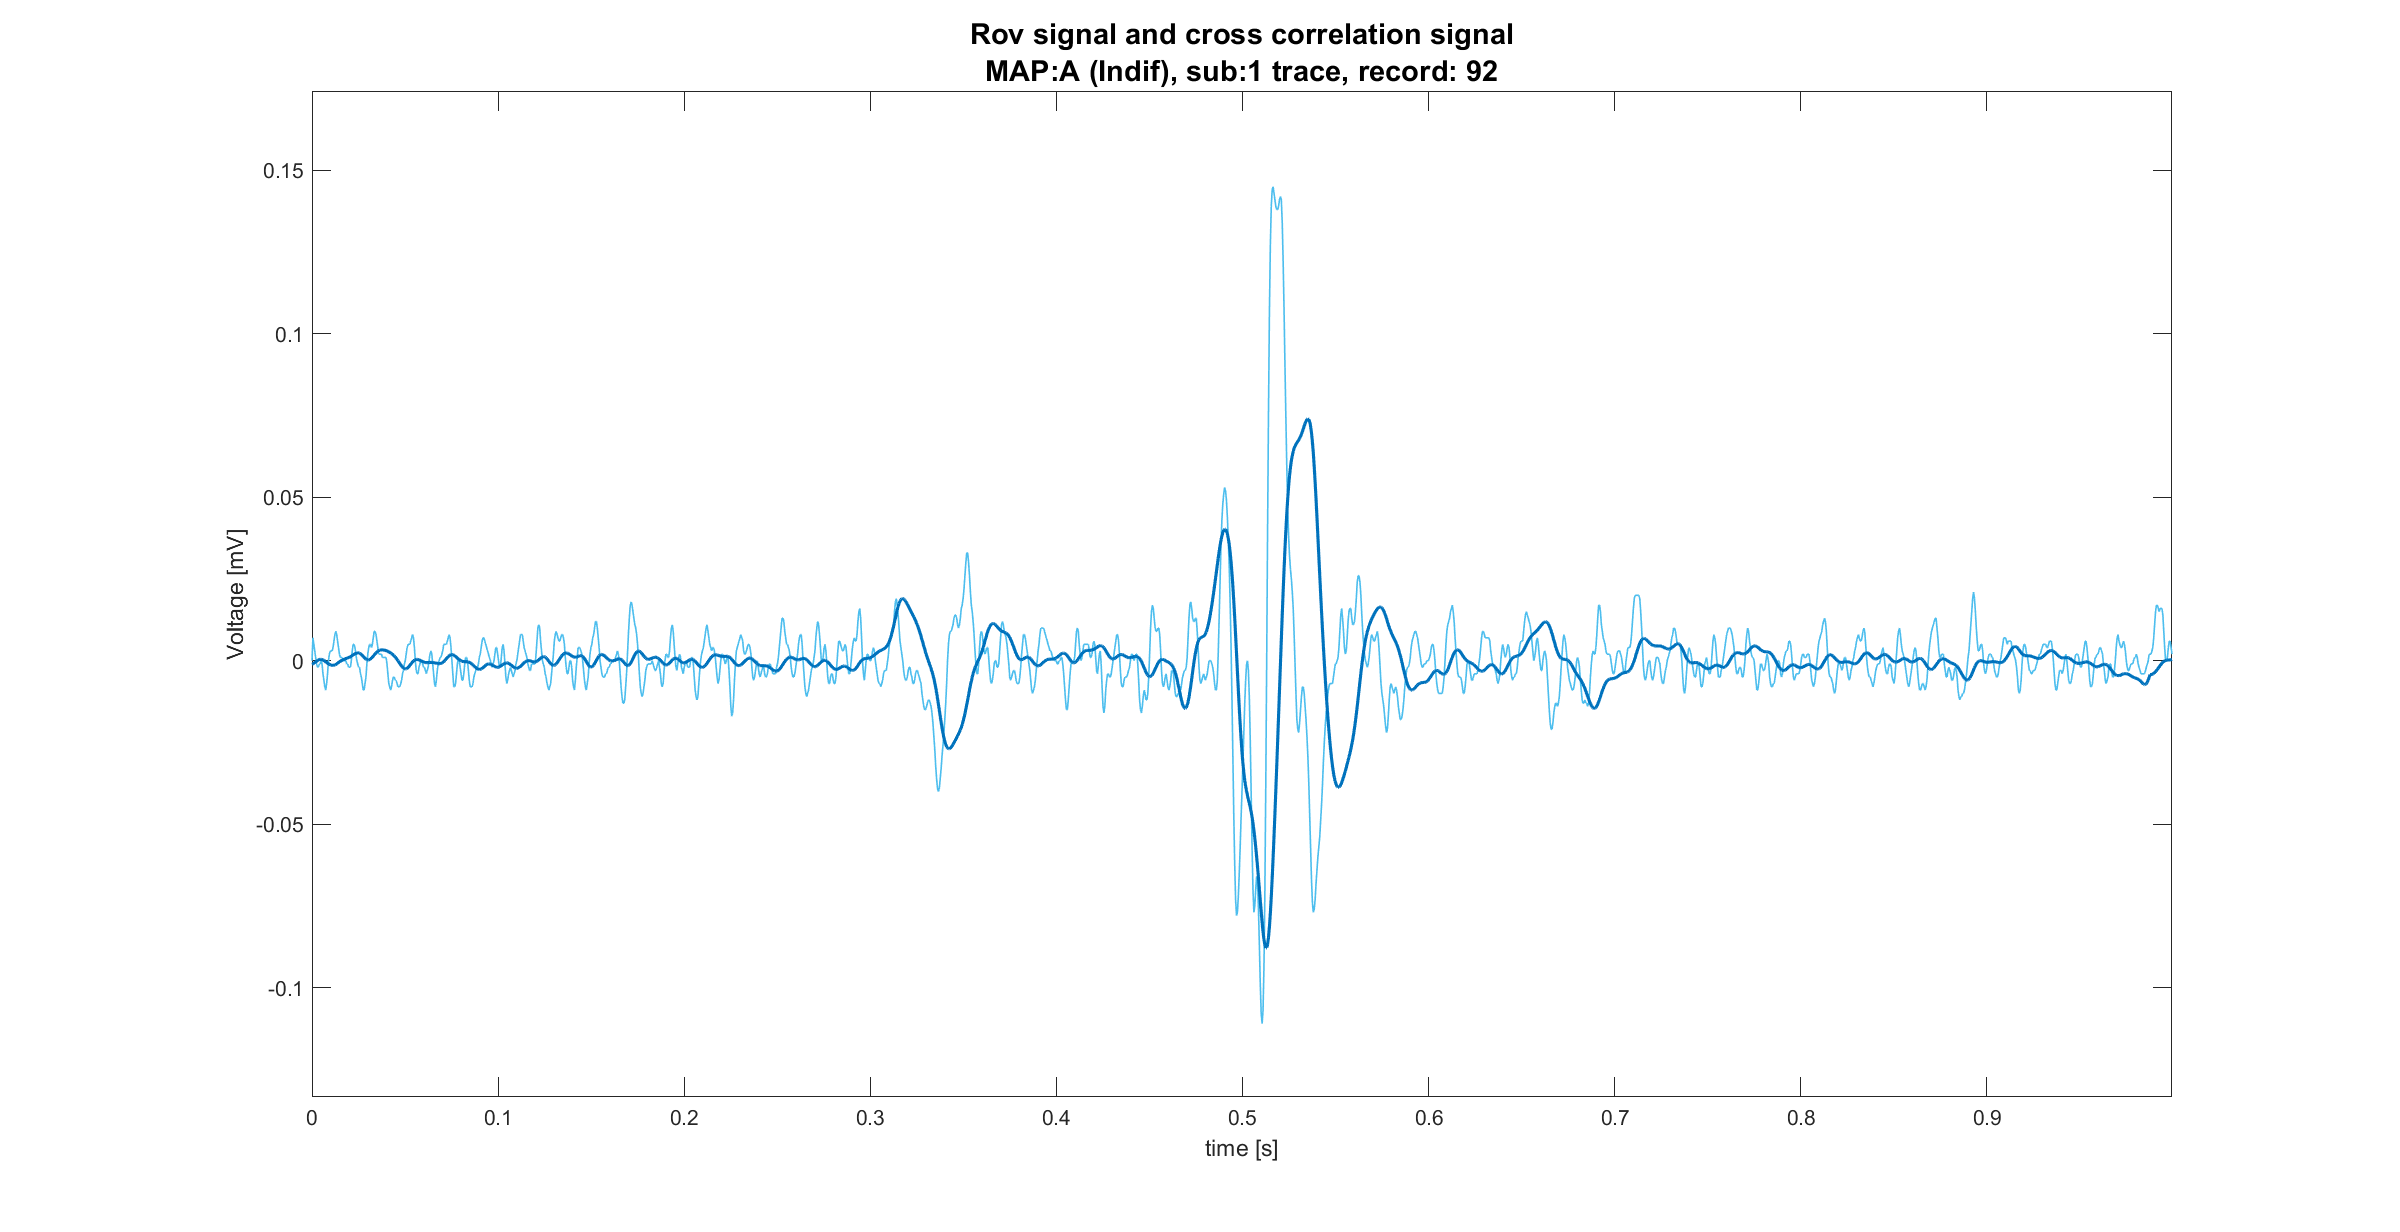 Rov signal and cross correlation signal
MAP:A (Indif), sub:1 trace, record: 92
0.15
0.1
0.05
0
-0.05
-0.1
Voltage [mV]
0 0.1 0.2 0.3 0.4 0.5 0.6 0.7 0.8 0.9
time [s]